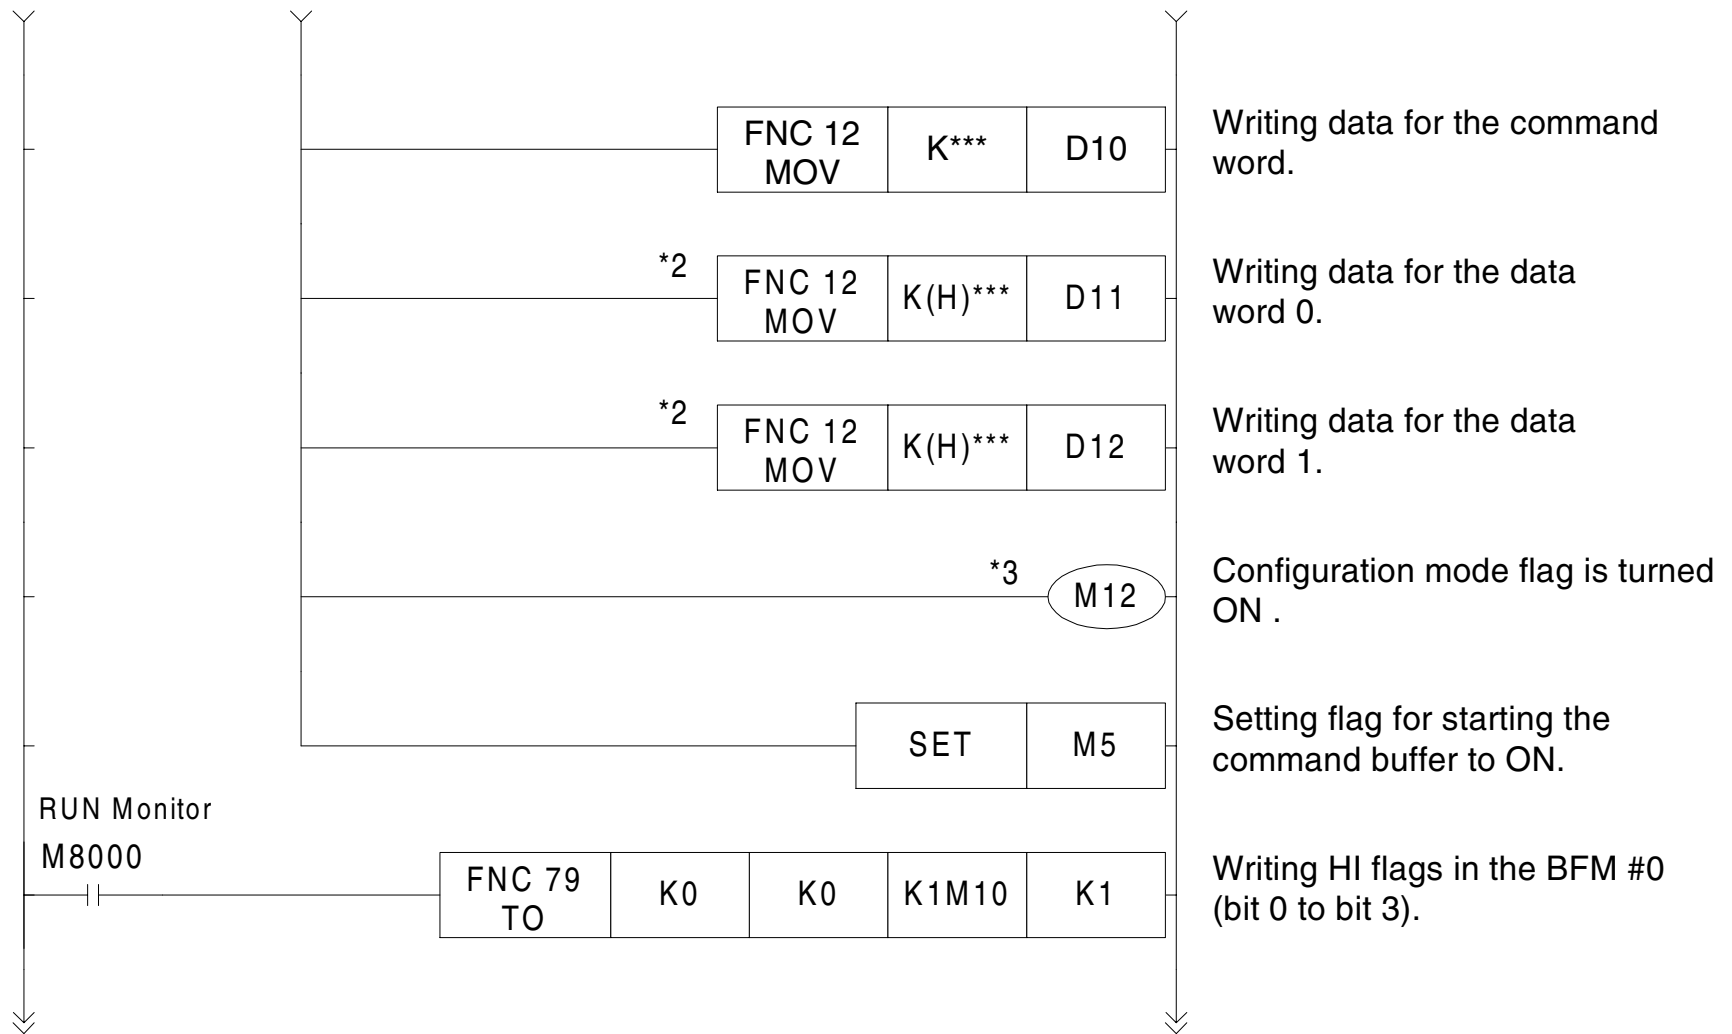 FNC 12 K*** D10
MOV
Writing data for the command
word.
*2
FNC 12 K(H)*** D11
MOV
Writing data for the data
word 0.
*2
FNC 12 K(H)*** D12
MOV
Writing data for the data
word 1.
*3
M12
Configuration mode flag is turned
ON .
SET M5
Setting flag for starting the
command buffer to ON.
RUN Monitor
M8000
FNC 79 K0 K0 K1M10 K1
TO
Writing HI flags in the BFM #0
(bit 0 to bit 3).